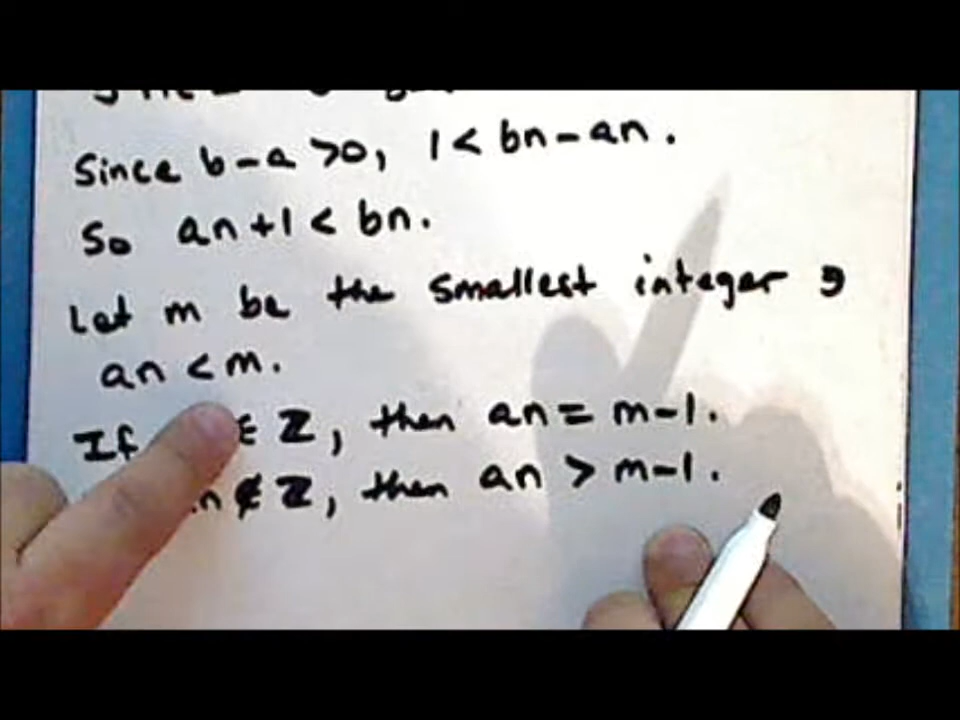 Since b-a >0, 1< bn-an.
So an+1 < bn.
Let m be the smallest integer ∋
an < m.
If ∈ Z, then an = m-1.
n ∉ Z, then an > m-1.